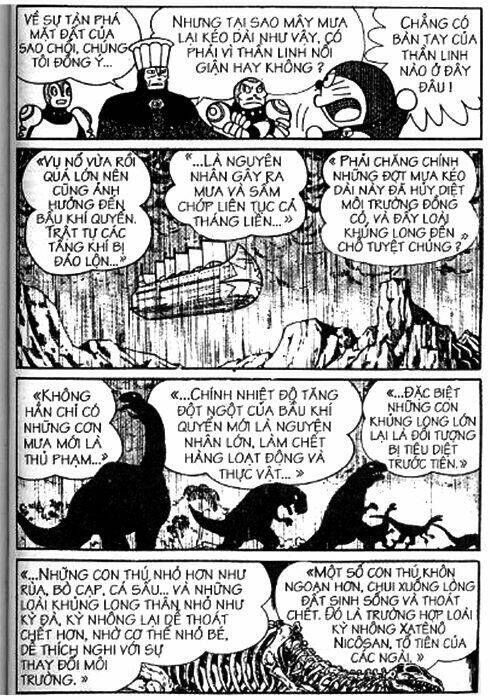 VỀ SỰ TÀN PHÁ
MẶT ĐẤT CỦA
SAO CHỔI, CHÚNG
TÔI ĐỒNG Ý...
NHƯNG TẠI SAO MÂY MƯA
LẠI KÉO DÀI NHƯ VẬY, CÓ
PHẢI VÌ THẦN LINH NỔI
GIẬN HAY KHÔNG?
CHẲNG CÓ
BÀN TAY CỦA
THẦN LINH
NÀO Ở ĐÂY
ĐÂU!
«VỤ NỔ VỪA RỒI
QUÁ LỚN NÊN
CŨNG ẢNH
HƯỞNG ĐẾN
BẦU KHÍ QUYỂN.
TRẬT TỰ CÁC
TẦNG KHÍ BỊ
ĐẢO LỘN...»
«...LÀ NGUYÊN
NHÂN GÂY RA
MƯA VÀ SẤM
CHỚP LIÊN TỤC CẢ
THÁNG LIỀN...»
«PHẢI CHĂNG CHÍNH
NHỮNG ĐỢT MƯA KÉO
DÀI NÀY ĐÃ HỦY DIỆT
MÔI TRƯỜNG ĐỒNG
CỎ, VÀ ĐẨY LOÀI
KHỦNG LONG ĐẾN
CHỖ TUYỆT CHỦNG?
«KHÔNG
HẲN CHỈ CÓ
NHỮNG CƠN
MƯA MỚI LÀ
THỦ PHẠM...»
«...CHÍNH NHIỆT ĐỘ TĂNG
ĐỘT NGỘT CỦA BẦU KHÍ
QUYỂN MỚI LÀ NGUYÊN
NHÂN LỚN, LÀM CHẾT
HÀNG LOẠT ĐỘNG VÀ
THỰC VẬT...»
«...ĐẶC BIỆT
NHỮNG CON
KHỦNG LONG LỚN
LẠI LÀ ĐỐI TƯỢNG
BỊ TIÊU DIỆT
TRƯỚC TIÊN.»
«...NHỮNG CON THÚ NHỎ HƠN NHƯ
RÙA, BÒ CẠP, CÁ SẤU... VÀ NHỮNG
LOÀI KHỦNG LONG THÂN NHỎ NHƯ
KỲ ĐÀ, KỲ NHÔNG LẠI DỄ THOÁT
CHẾT HƠN, NHỜ CƠ THỂ NHỎ BÉ,
DỄ THÍCH NGHI VỚI SỰ
THAY ĐỔI MÔI
TRƯỜNG.»
«MỘT SỐ CON THÚ KHÔN
NGOAN HƠN, CHUI XUỐNG LÒNG
ĐẤT SINH SỐNG VÀ THOÁT
CHẾT. ĐÓ LÀ TRƯỜNG HỢP LOÀI
KỲ NHÔNG XATÊNÔ
NICÔSAN, TỔ TIÊN CỦA
CÁC NGÀI.»